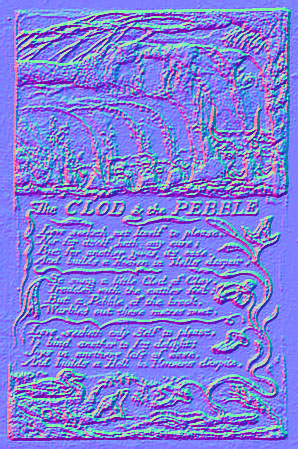 The CLOD & the PEBBLE
Love seeketh not Itself to please,
Nor for itself hath any care;
But for another gives its ease,
And builds a Heaven in Hells despair.
So sung a little Clod of Clay,
Trodden with the cattles feet:
But a Pebble of the brook,
Warbled out these metres meet.
Love seeketh only Self to please,
To bind another to Its delight:
Joys in anothers loss of ease,
And builds a Hell in Heavens despite.